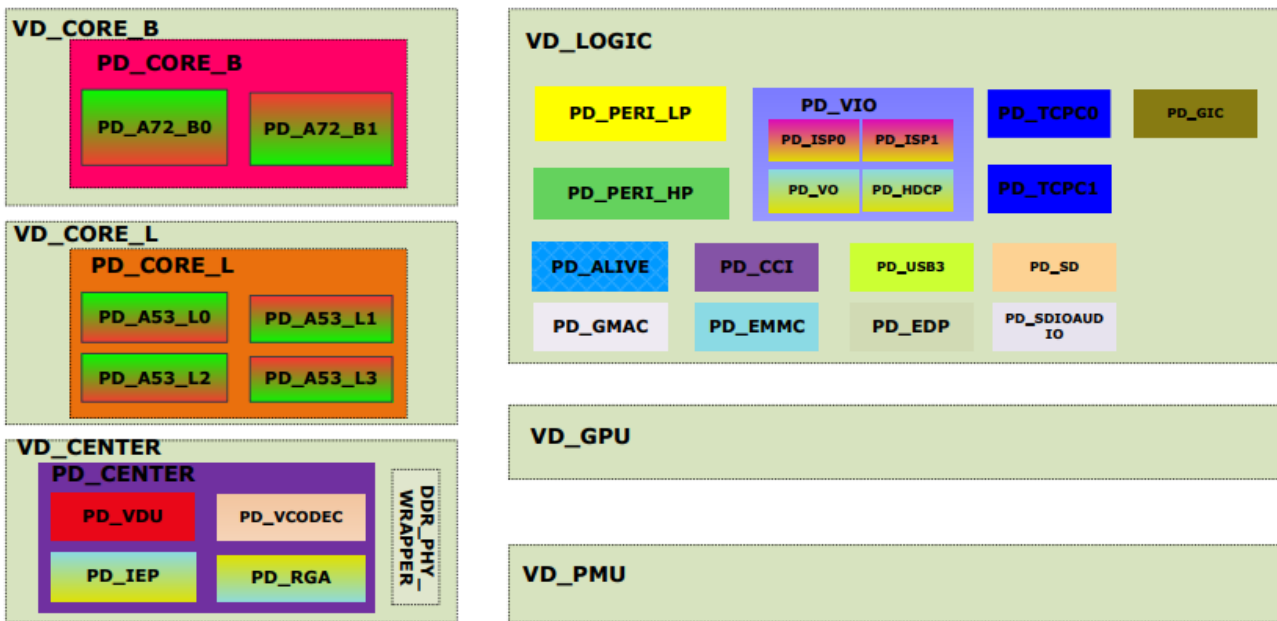 VD_CORE_B
PD_CORE_B
PD_A72_B0
PD_A72_B1
VD_CORE_L
PD_CORE_L
PD_A53_L0
PD_A53_L1
PD_A53_L2
PD_A53_L3
VD_CENTER
PD_CENTER
PD_VDU
PD_VCODEC
PD_IEP
PD_RGA
DDR_PHY_
WRAPPER
VD_LOGIC
PD_PERI_LP
PD_VIO
PD_ISP0
PD_ISP1
PD_VO
PD_HDCP
PD_TCPC0
PD_GIC
PD_PERI_HP
PD_TCPC1
PD_ALIVE
PD_CCI
PD_USB3
PD_SD
PD_GMAC
PD_EMMC
PD_EDP
PD_SDIOAUD
IO
VD_GPU
VD_PMU